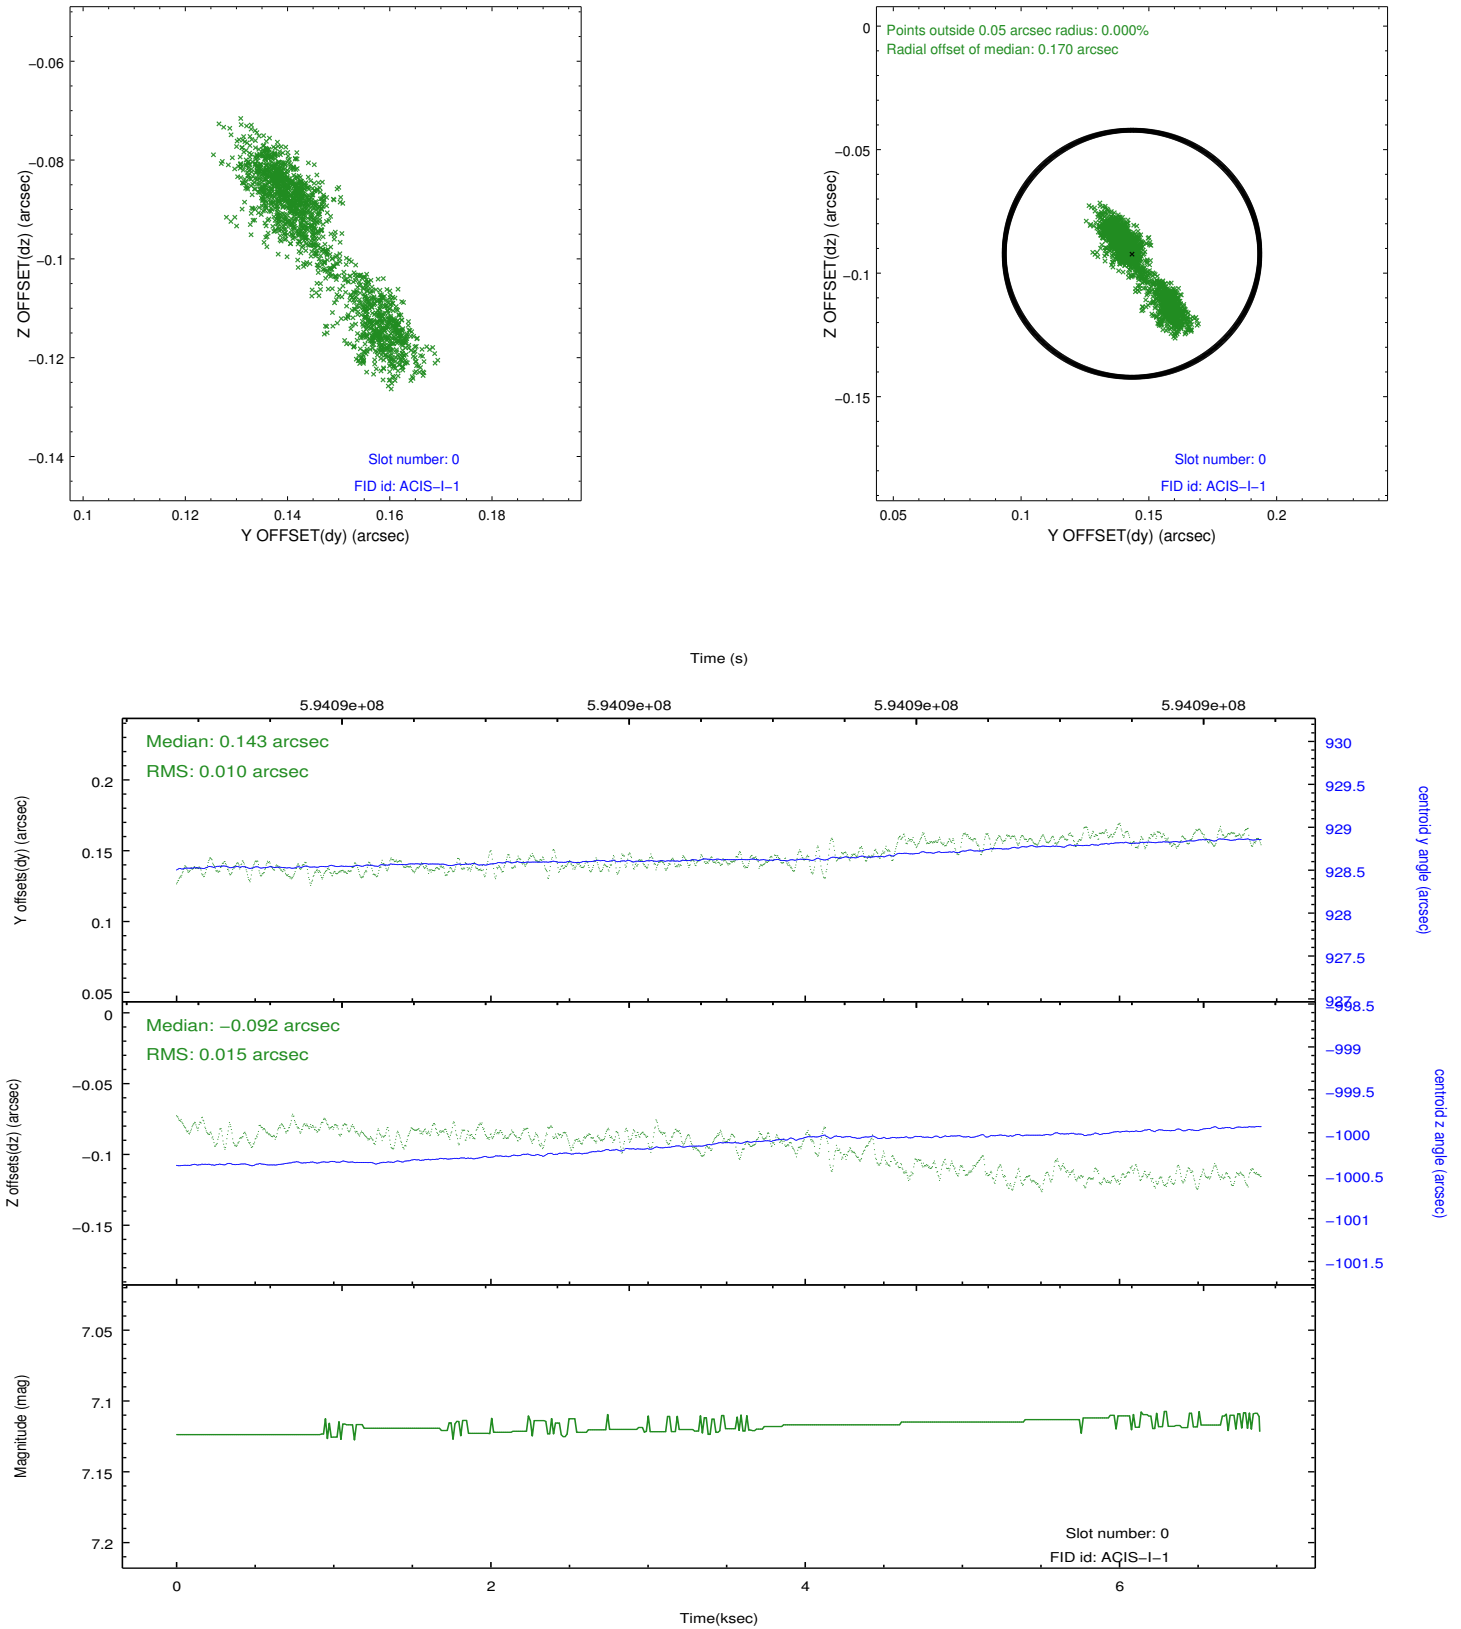 −0.06
−0.08
−0.1
−0.12
−0.14
Z OFFSET(dz) (arcsec)
Slot number: 0
FID id: ACIS−I−1
0.1 0.12 0.14 0.16 0.18
Y OFFSET(dy) (arcsec)
Points outside 0.05 arcsec radius: 0.000%
Radial offset of median: 0.170 arcsec
0
−0.05
−0.1
−0.15
Z OFFSET(dz) (arcsec)
Slot number: 0
FID id: ACIS−I−1
0.05 0.1 0.15 0.2
Y OFFSET(dy) (arcsec)
Time (s)
5.9409e+08 5.9409e+08 5.9409e+08 5.9409e+08
Median: 0.143 arcsec
RMS: 0.010 arcsec
0.2
0.15
0.1
0.05
Y offsets(dy) (arcsec)
930
929.5
929
928.5
928
927.5
927
centroid y angle (arcsec)
Median: −0.092 arcsec
RMS: 0.015 arcsec
0
−0.05
−0.1
−0.15
Z offsets(dz) (arcsec)
−998.5
−999
−999.5
−1000
−1000.5
−1001
−1001.5
centroid z angle (arcsec)
7.05
7.1
7.15
7.2
Magnitude (mag)
Slot number: 0
FID id: ACIS−I−1
0 2 4 6
Time(ksec)